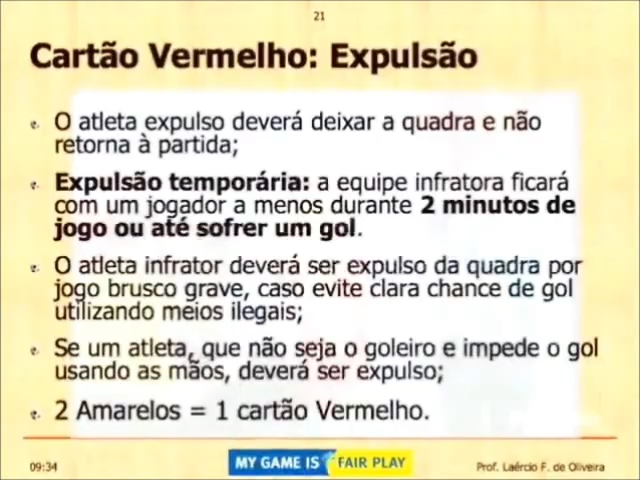 21
Cartão Vermelho: Expulsão
O atleta expulso deverá deixar a quadra e não
retorna à partida;
Expulsão temporária: a equipe infratora ficará
com um jogador a menos durante 2 minutos de
jogo ou até sofrer um gol.
O atleta infrator deverá ser expulso da quadra por
jogo brusco grave, caso evite clara chance de gol
utilizando meios ilegais;
Se um atleta, que não seja o goleiro e impede o gol
usando as mãos, deverá ser expulso;
2 Amarelos = 1 cartão Vermelho.
09:34
MY GAME IS FAIR PLAY
Prof. Laércio F. de Oliveira